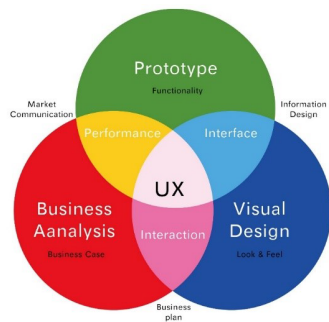 Prototype
Functionality
Market
Communication
Information
Design
Performance
Interface
UX
Business
Aanalysis
Business Case
Interaction
Visual
Design
Look & Feel
Business
plan